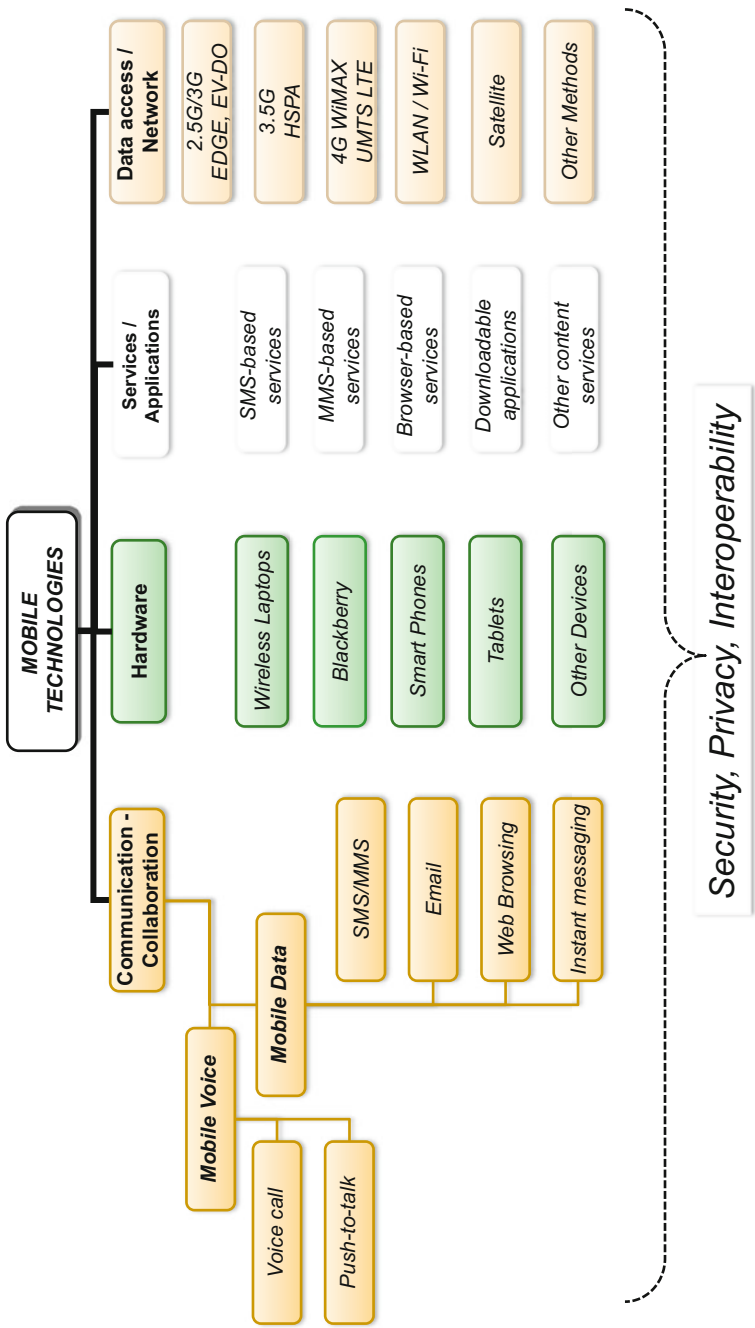 MOBILE
TECHNOLOGIES
Communication -
Collaboration
Mobile Voice
Voice call
Push-to-talk
Mobile Data
SMS/MMS
Email
Web Browsing
Instant messaging
Hardware
Wireless Laptops
Blackberry
Smart Phones
Tablets
Other Devices
Services /
Applications
SMS-based
services
MMS-based
services
Browser-based
services
Downloadable
applications
Other content
services
Data access /
Network
2.5G/3G
EDGE, EV-DO
3.5G
HSPA
4G WiMAX
UMTS LTE
WLAN / Wi-Fi
Satellite
Other Methods
Security, Privacy, Interoperability